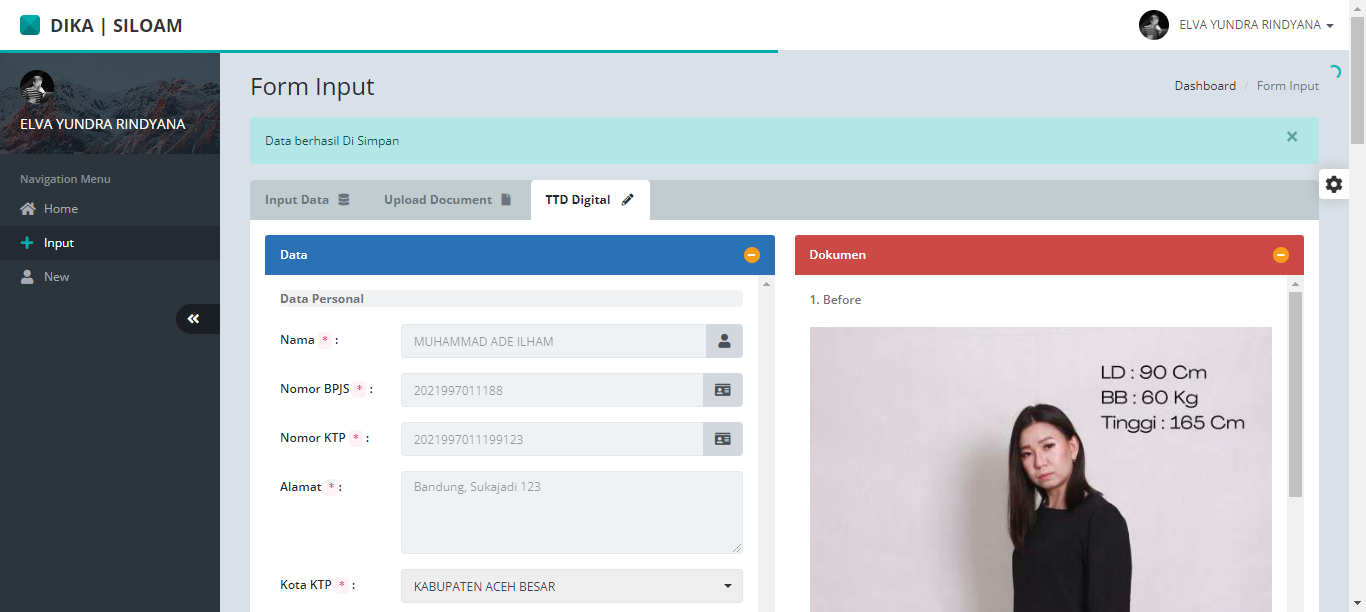 DIKA | SILOAM
ELVA YUNDRA RINDYANA
ELVA YUNDRA RINDYANA
Navigation Menu
Home
Input
New
Form Input
Dashboard / Form Input
Data berhasil Di Simpan
Input Data
Upload Document
TTD Digital
Data
Data Personal
Nama * :
MUHAMMAD ADE ILHAM
Nomor BPJS * :
2021997011188
Nomor KTP * :
2021997011199123
Alamat * :
Bandung, Sukajadi 123
Kota KTP * :
KABUPATEN ACEH BESAR
Dokumen
1. Before
LD : 90 Cm
BB : 60 Kg
Tinggi : 165 Cm